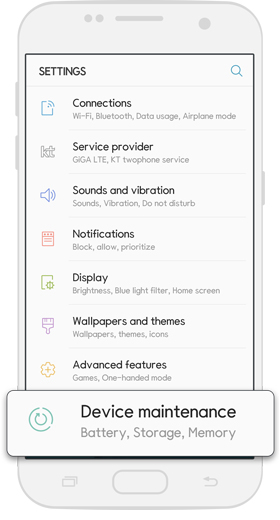 SETTINGS
Connections
Wi-Fi, Bluetooth, Data usage, Airplane mode
kt
Service provider
GiGA LTE, KT twophone service
Sounds and vibration
Sounds, Vibration, Do not disturb
Notifications
Block, allow, prioritize
Display
Brightness, Blue light filter, Home screen
Wallpapers and themes
Wallpapers, themes, icons
Advanced features
Games, One-handed mode
Device maintenance
Battery, Storage, Memory